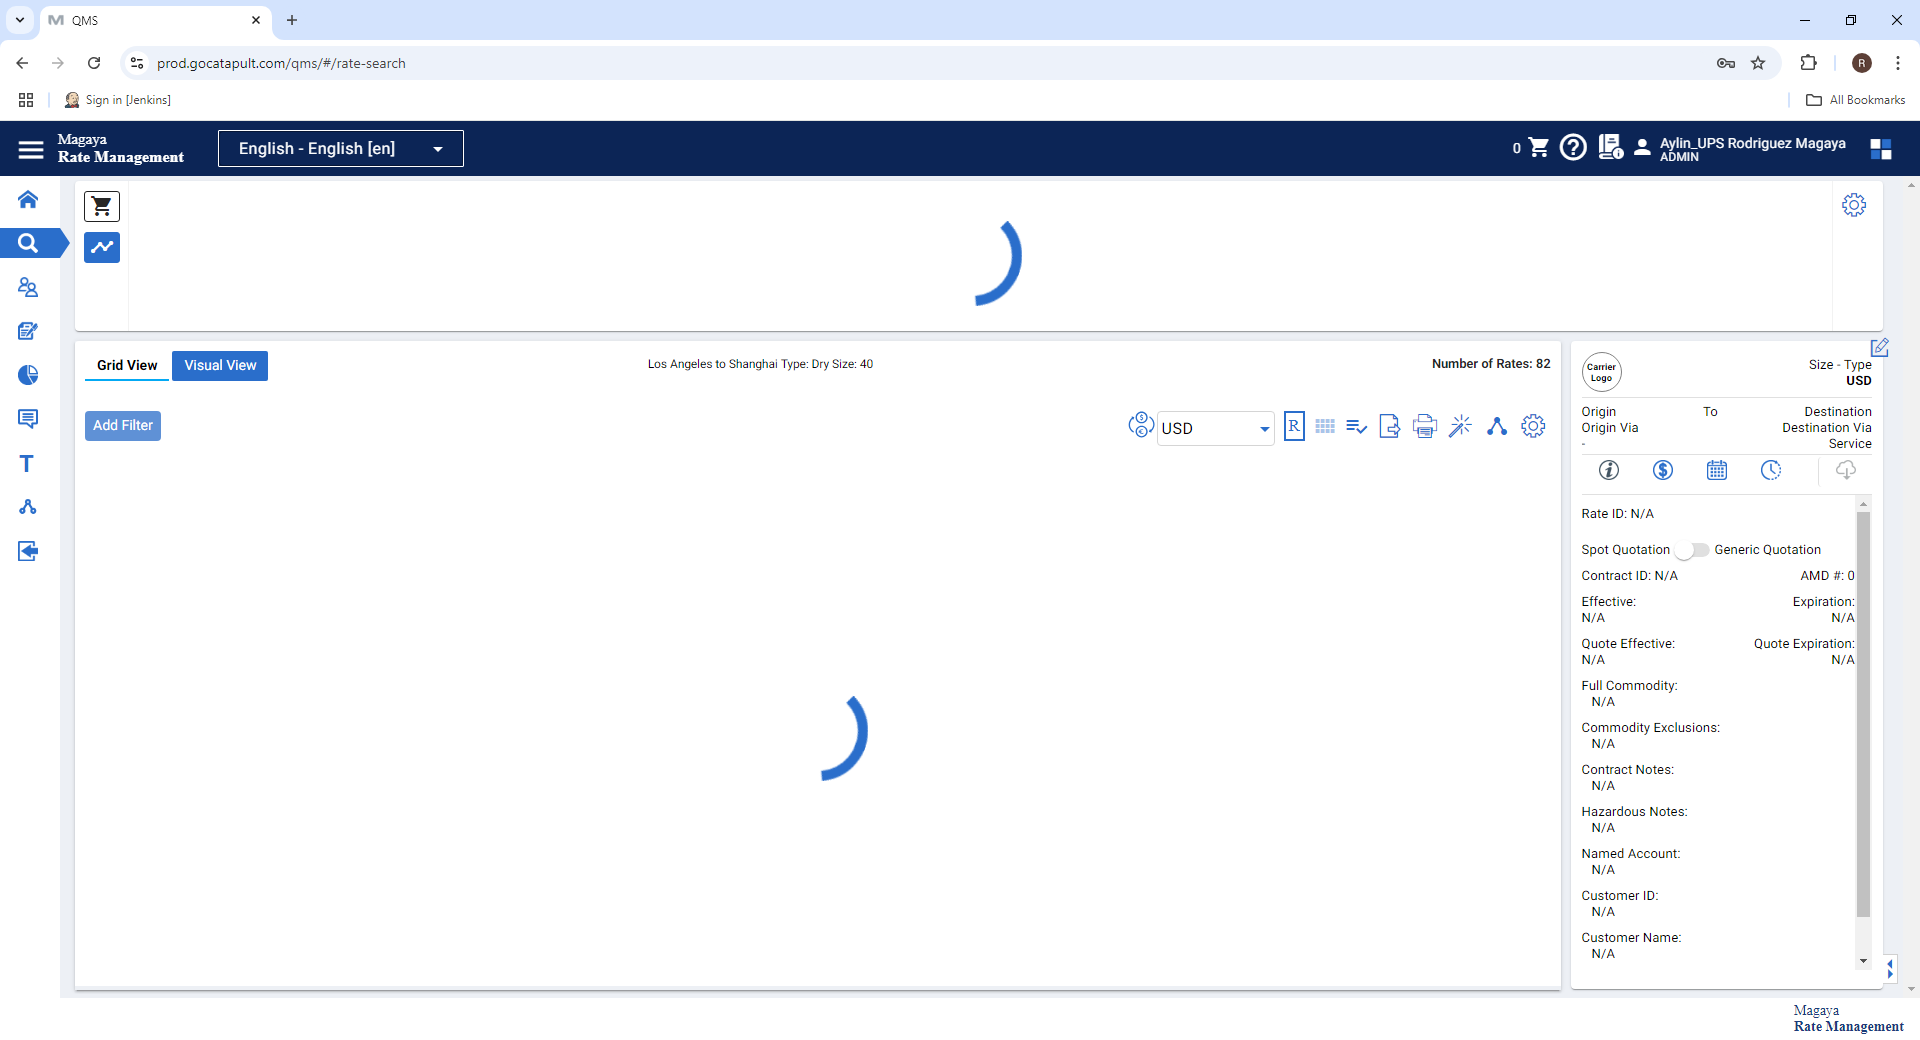 QMS
prod.gocatapult.com/qms/#/rate-search
R
Sign in [Jenkins]
All Bookmarks
Magaya
Rate Management
English - English [en]
0
Aylin_UPS Rodriguez Magaya
ADMIN
Grid View
Visual View
Los Angeles to Shanghai Type: Dry Size: 40
Number of Rates: 82
Add Filter
USD
R
T
Carrier
Logo
Size - Type
USD
Origin To Destination
Origin Via Destination Via
- Service
Rate ID: N/A
Spot Quotation Generic Quotation
Contract ID: N/A AMD #: 0
Effective: Expiration:
N/A N/A
Quote Effective: Quote Expiration:
N/A N/A
Full Commodity:
N/A
Commodity Exclusions:
N/A
Contract Notes:
N/A
Hazardous Notes:
N/A
Named Account:
N/A
Customer ID:
N/A
Customer Name:
N/A
Magaya
Rate Management